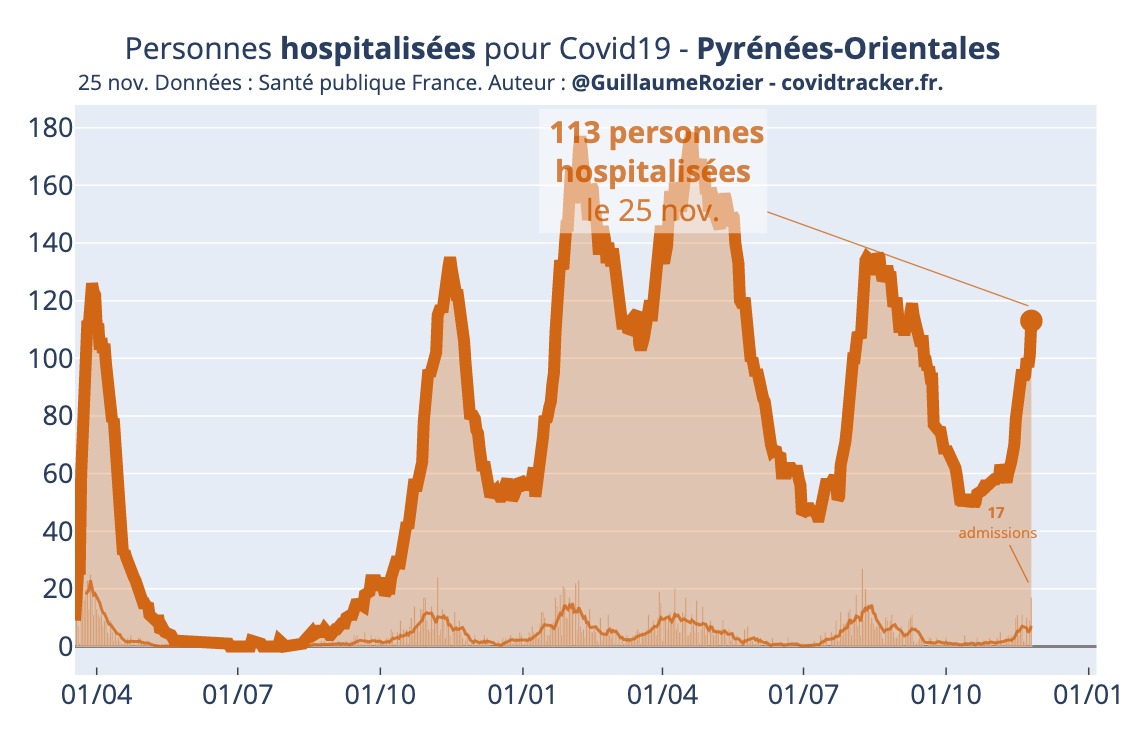 Personnes hospitalisées pour Covid19 - Pyrénées-Orientales
25 nov. Données : Santé publique France. Auteur : @GuillaumeRozier - covidtracker.fr.
113 personnes
hospitalisées
le 25 nov.
180
160
140
120
100
80
60
40
20
0
17
admissions
01/04 01/07 01/10 01/01 01/04 01/07 01/10 01/01